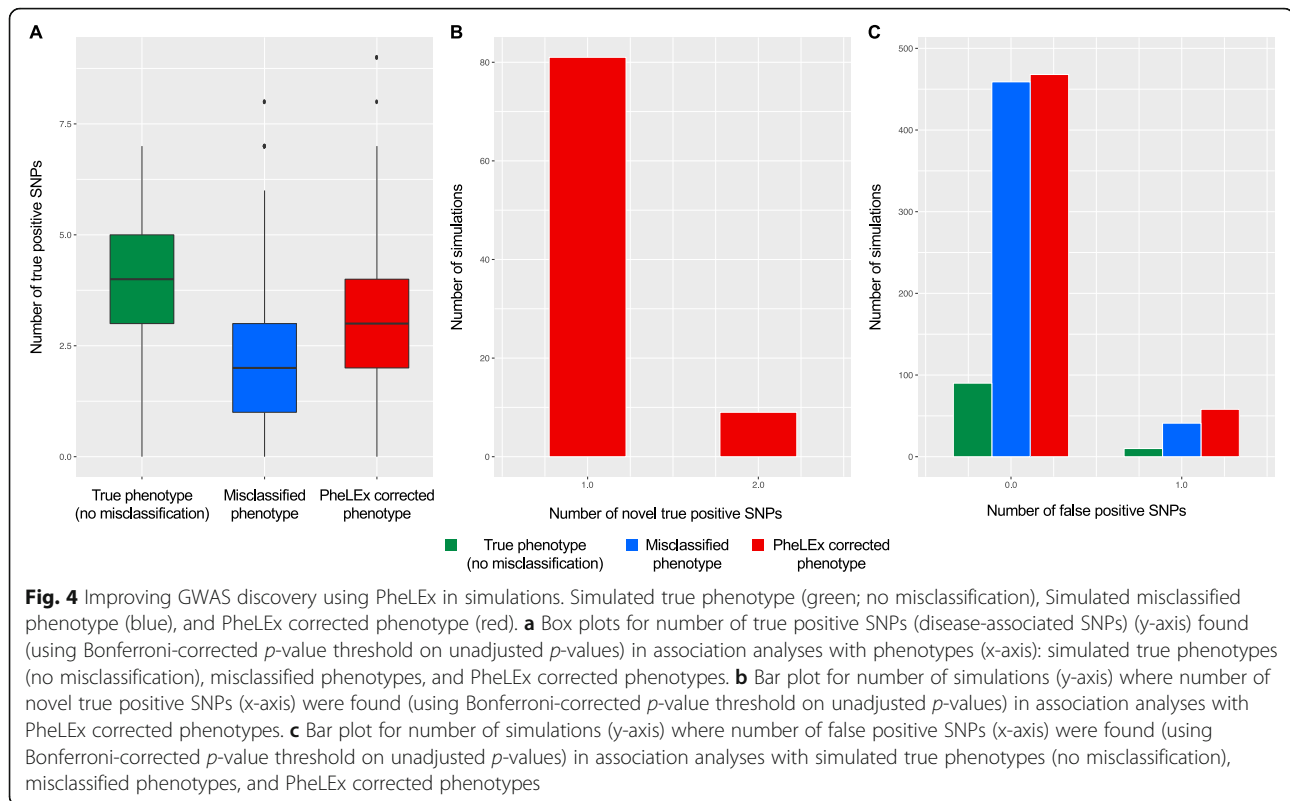 A
B
C
Number of true positive SNPs
7.5
5.0
2.5
0.0
True phenotype
(no misclassification)
Misclassified
phenotype
PheLEx corrected
phenotype
Number of simulations
80
60
40
20
0
1.0
2.0
Number of novel true positive SNPs
Number of simulations
500
400
300
200
100
0
0.0
1.0
Number of false positive SNPs
True phenotype
(no misclassification)
Misclassified
phenotype
PheLEx corrected
phenotype
Fig. 4 Improving GWAS discovery using PheLEx in simulations. Simulated true phenotype (green; no misclassification), Simulated misclassified
phenotype (blue), and PheLEx corrected phenotype (red). a Box plots for number of true positive SNPs (disease-associated SNPs) (y-axis) found
(using Bonferroni-corrected p-value threshold on unadjusted p-values) in association analyses with phenotypes (x-axis): simulated true phenotypes
(no misclassification), misclassified phenotypes, and PheLEx corrected phenotypes. b Bar plot for number of simulations (y-axis) where number of
novel true positive SNPs (x-axis) were found (using Bonferroni-corrected p-value threshold on unadjusted p-values) in association analyses with
PheLEx corrected phenotypes. c Bar plot for number of simulations (y-axis) where number of false positive SNPs (x-axis) were found (using
Bonferroni-corrected p-value threshold on unadjusted p-values) in association analyses with simulated true phenotypes (no misclassification),
misclassified phenotypes, and PheLEx corrected phenotypes